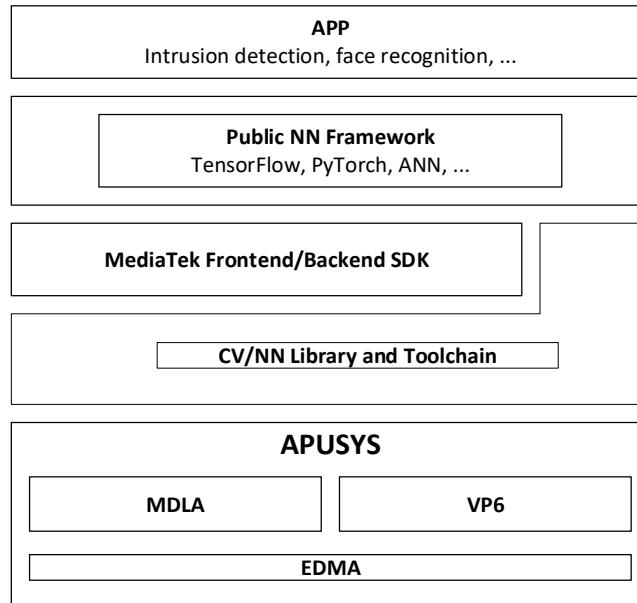 APP
Intrusion detection, face recognition, ...
Public NN Framework
TensorFlow, PyTorch, ANN, ...
MediaTek Frontend/Backend SDK
CV/NN Library and Toolchain
APUSYS
MDLA
VP6
EDMA